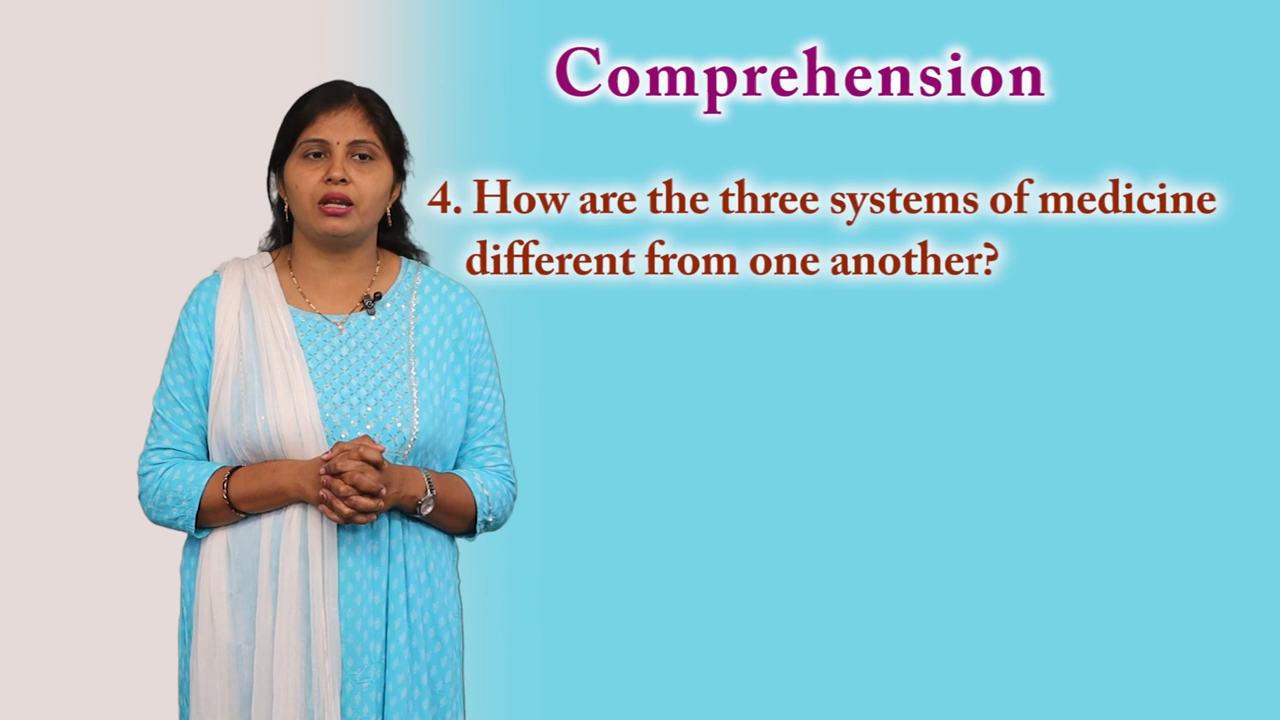 Comprehension
4. How are the three systems of medicine
different from one another?